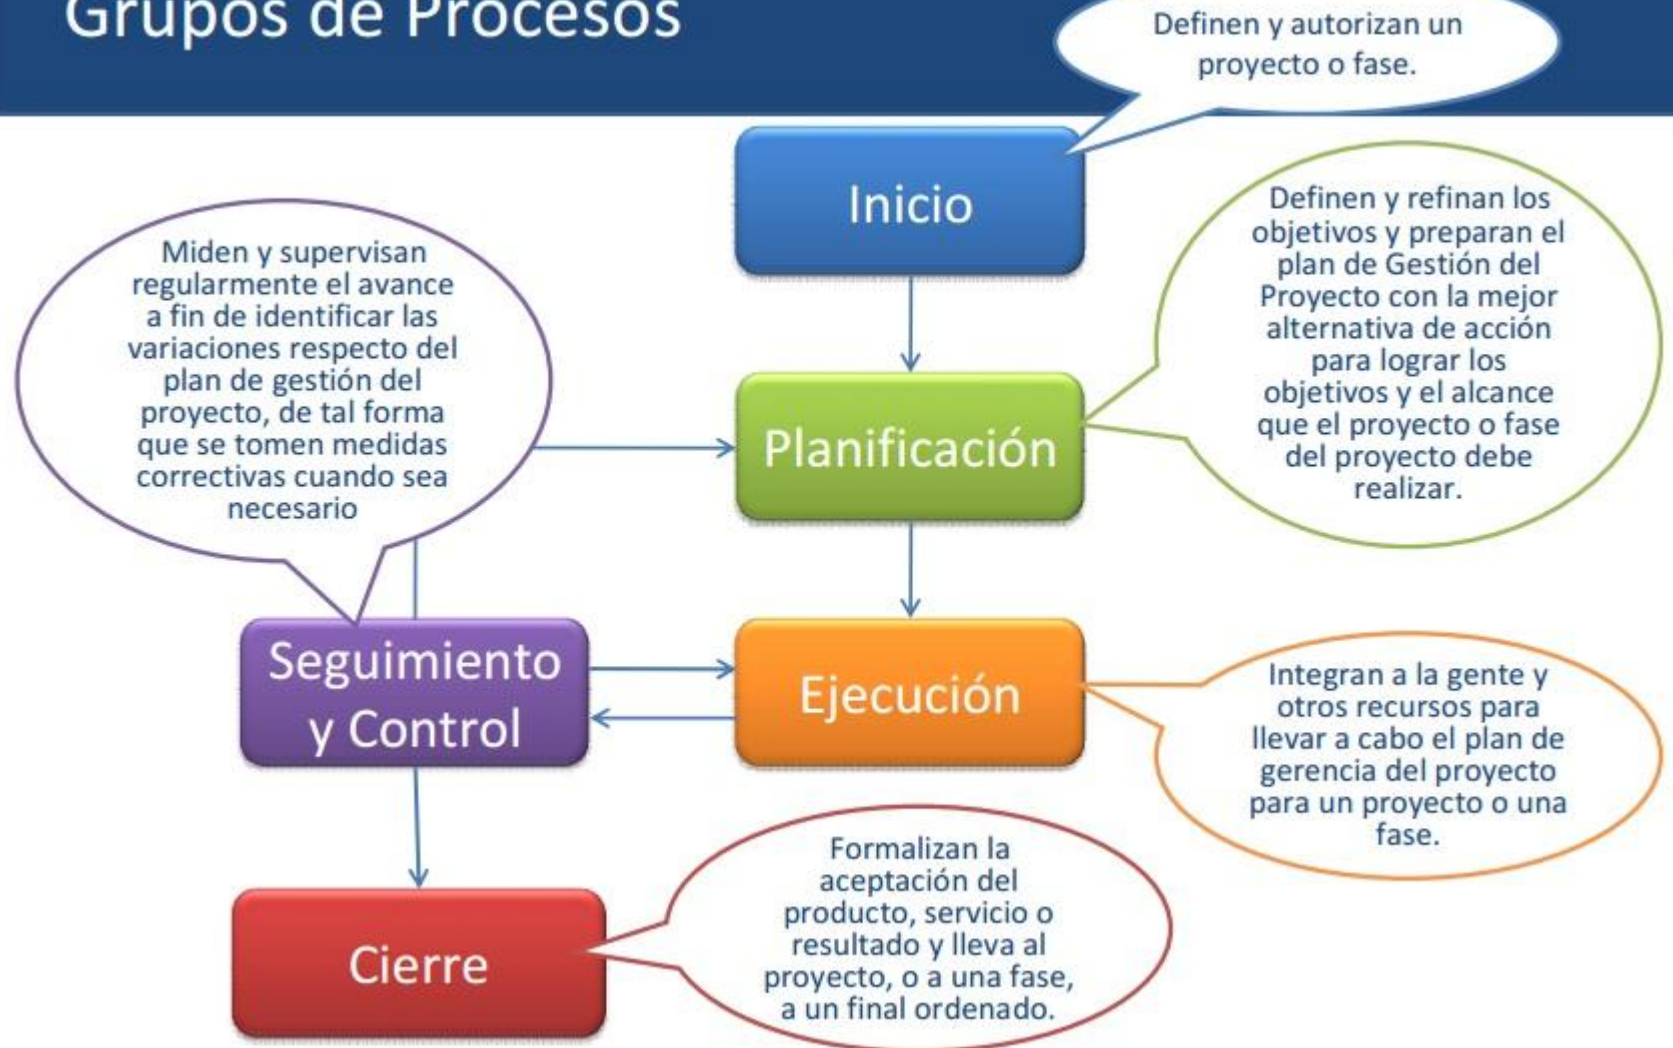 Grupos de Procesos
Definen y autorizan un
proyecto o fase.
Inicio
Definen y refinan los
objetivos y preparan el
plan de Gestión del
Proyecto con la mejor
alternativa de acción
para lograr los
objetivos y el alcance
que el proyecto o fase
del proyecto debe
realizar.
Miden y supervisan
regularmente el avance
a fin de identificar las
variaciones respecto del
plan de gestión del
proyecto, de tal forma
que se tomen medidas
correctivas cuando sea
necesario
Planificación
Seguimiento
y Control
Ejecución
Integran a la gente y
otros recursos para
llevar a cabo el plan de
gerencia del proyecto
para un proyecto o una
fase.
Formalizan la
aceptación del
producto, servicio o
resultado y lleva al
proyecto, o a una fase,
a un final ordenado.
Cierre